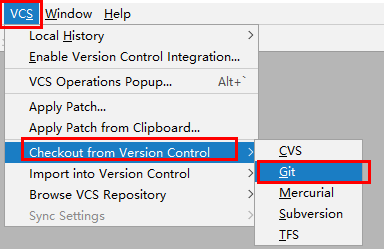 VCS Window Help
Local History
Enable Version Control Integration...
VCS Operations Popup... Alt+`
Apply Patch...
Apply Patch from Clipboard...
Checkout from Version Control
Import into Version Control
Browse VCS Repository
Sync Settings
CVS
Git
Mercurial
Subversion
TFS